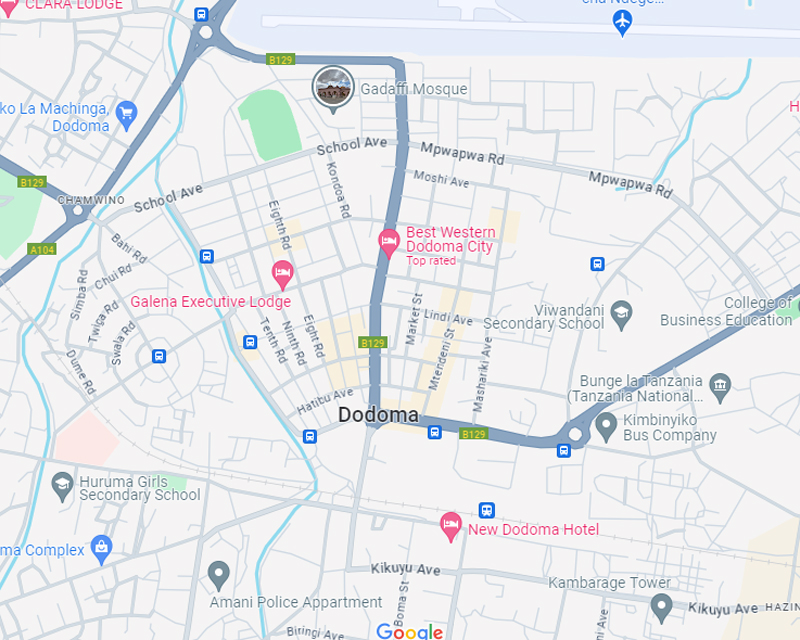 CLARA LODGE
B129
Gadaffi Mosque
ko La Machinga,
Dodoma
School Ave
Mpwapwa Rd
Mpwapwa Rd
B129
Moshi Ave
Kondoa Rd
CHAMWINO
School Ave
Eighth Rd
A104
Bahi Rd
Best Western
Dodoma City
Top rated
Chui Rd
Simba Rd
Galena Executive Lodge
Twiga Rd
Swala Rd
Market St
Lindi Ave
Viwandani
Secondary School
College of
Business Education
Tenth Rd
Ninth Rd
Eight Rd
B129
Mtendeni St
Mashariki Ave
Dume Rd
Bunge la Tanzania
(Tanzania National...
Hatibu Ave
Dodoma
B129
Kimbinyiko
Bus Company
Huruma Girls
Secondary School
New Dodoma Hotel
ma Complex
Kikuyu Ave
Kambarage Tower
Amani Police Appartment
Boma St
Kikuyu Ave
HAZIN
ni Ave
Biringi Ave
Google